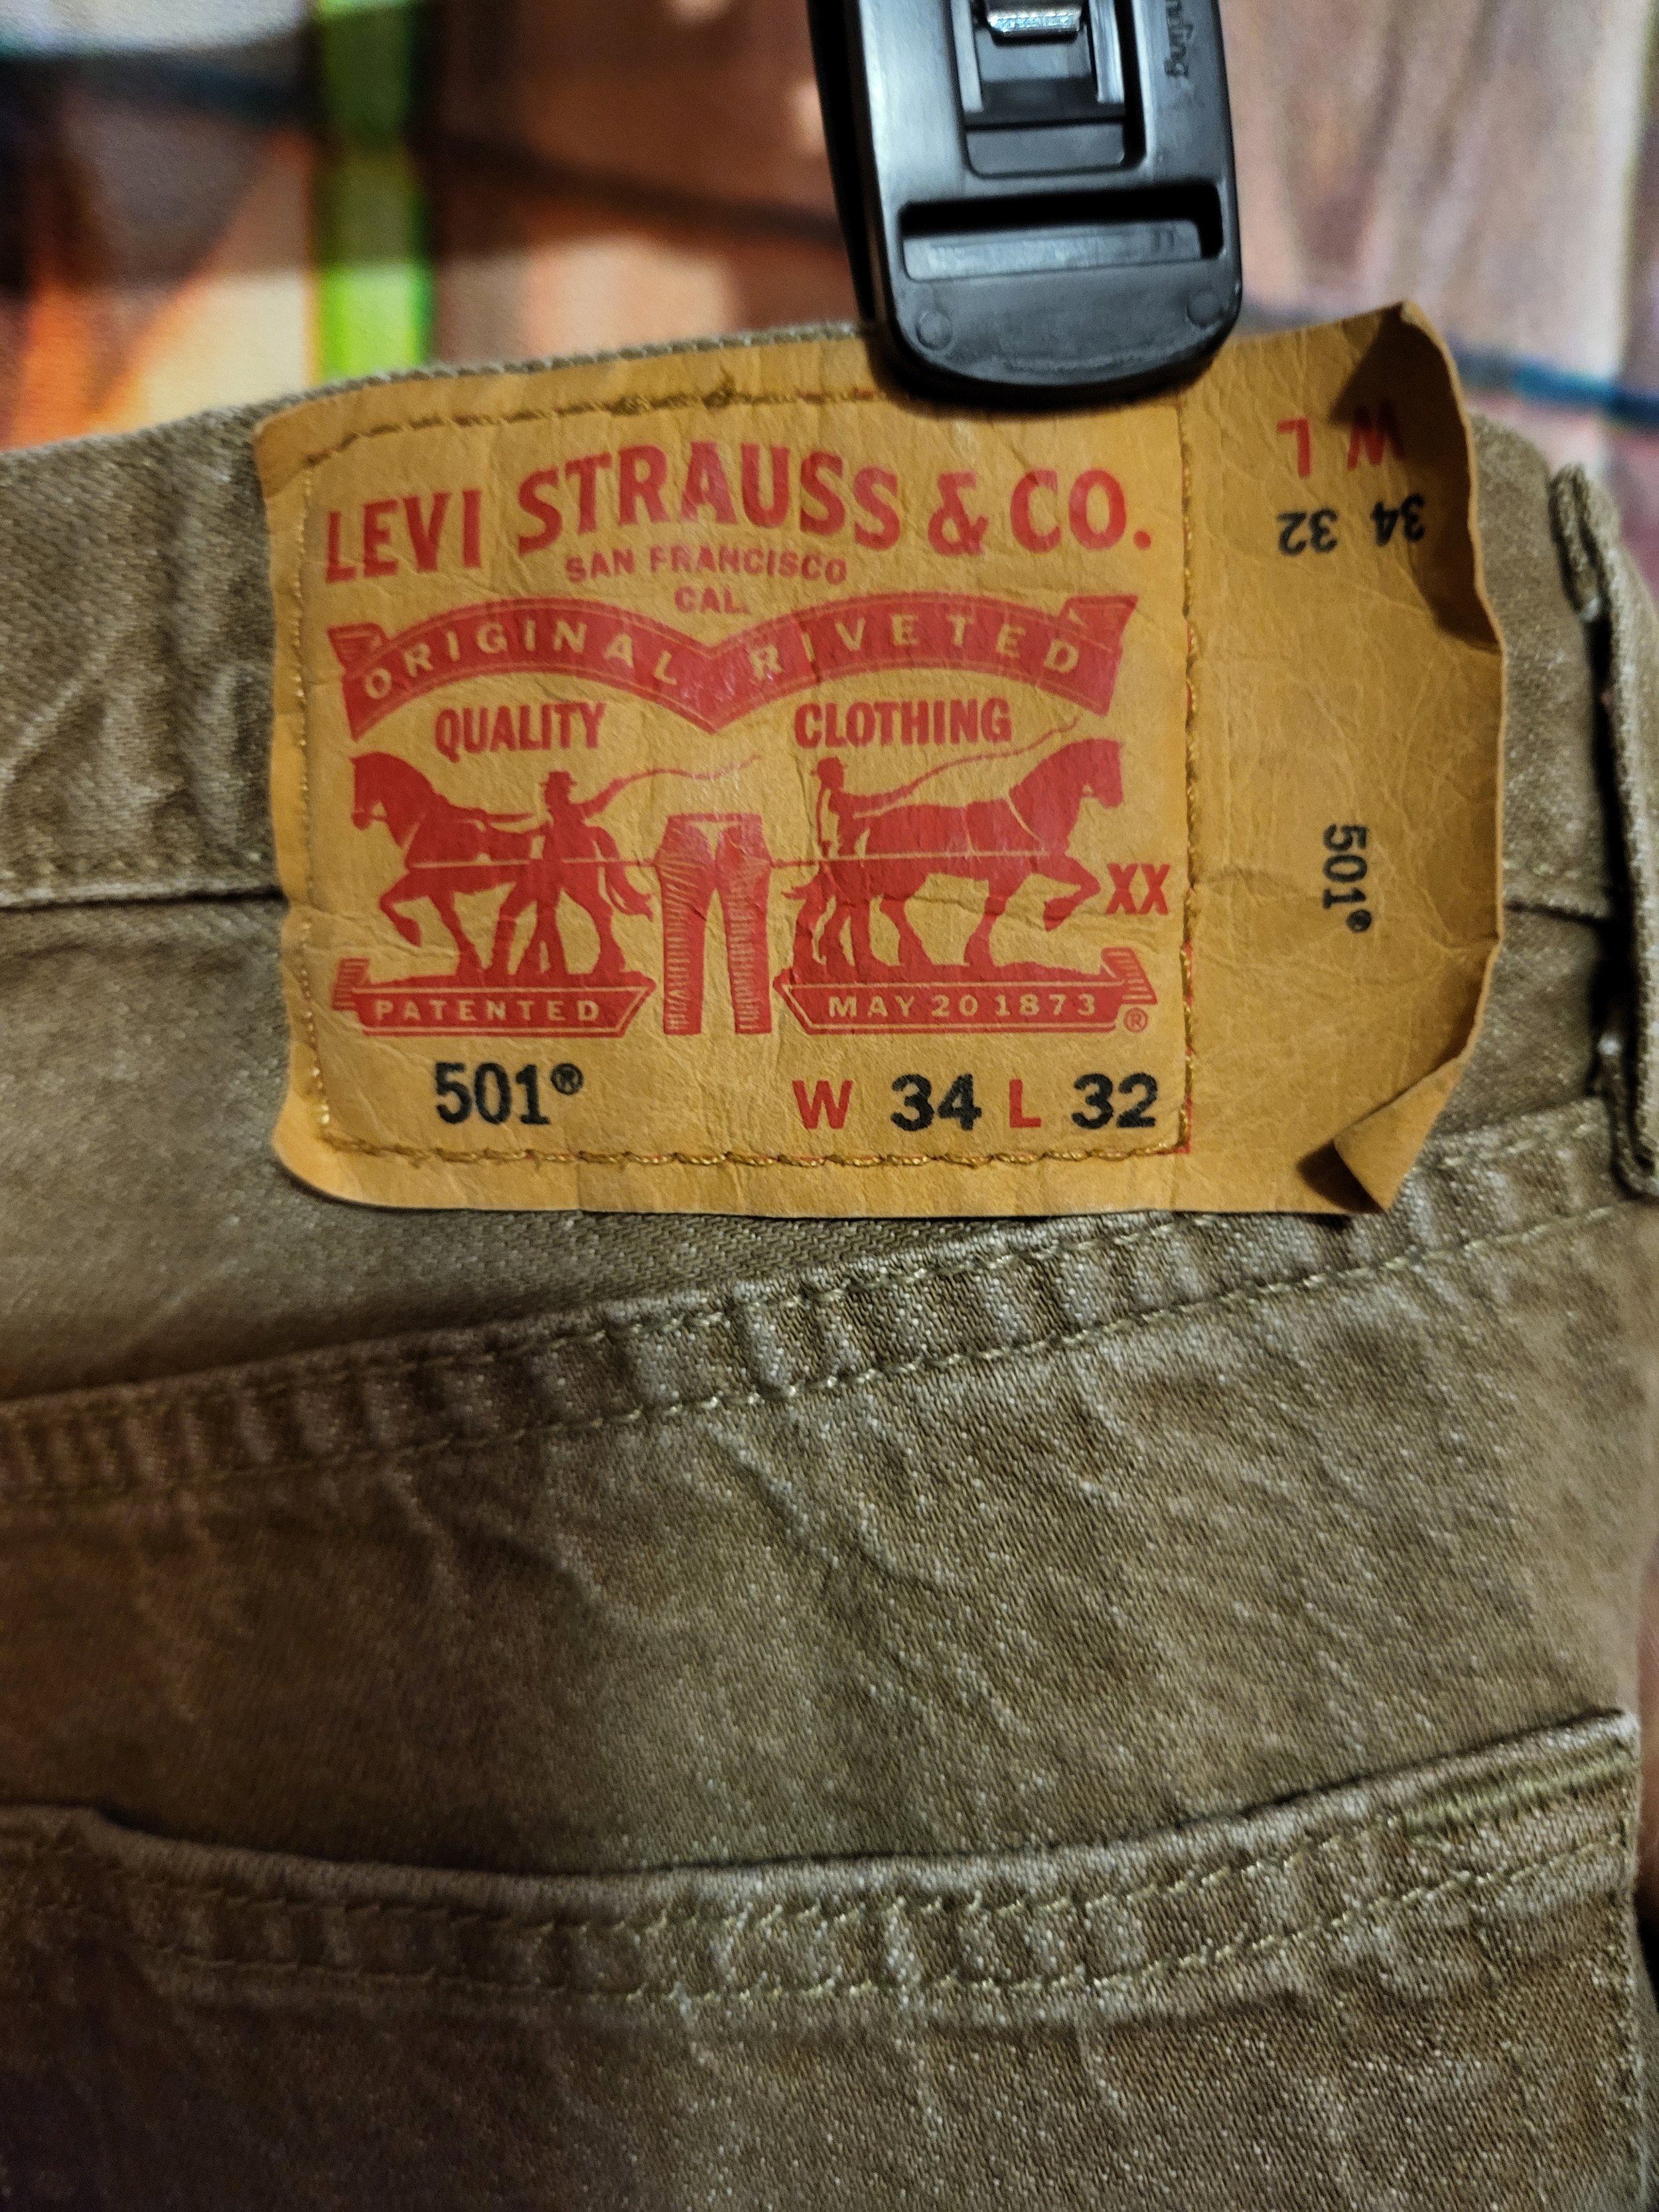 LEVI STRAUSS & CO.
SAN FRANCISCO
CAL.
ORIGINAL RIVETED
QUALITY CLOTHING
XX
PATENTED MAY 20 1873 ®
501® W 34 L 32
W L
34 32
501®